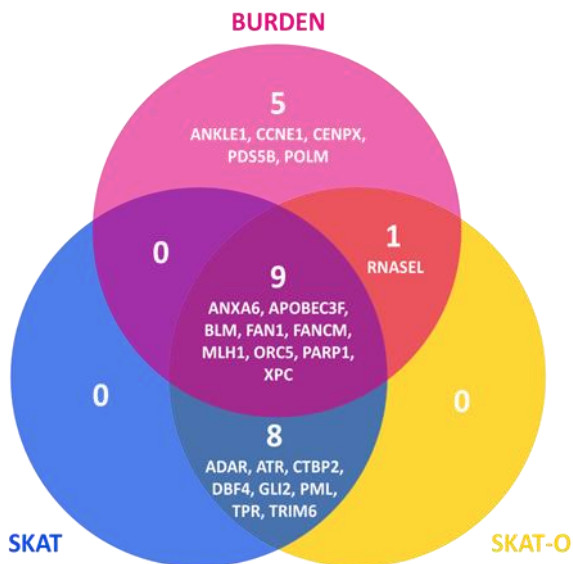 BURDEN
5
ANKLE1, CCNE1, CENPX,
PDS5B, POLM
0
1
RNASEL
9
ANXA6, APOBEC3F,
BLM, FAN1, FANCM,
MLH1, ORC5, PARP1,
XPC
0
0
8
ADAR, ATR, CTBP2,
DBF4, GLI2, PML,
TPR, TRIM6
SKAT
SKAT-O